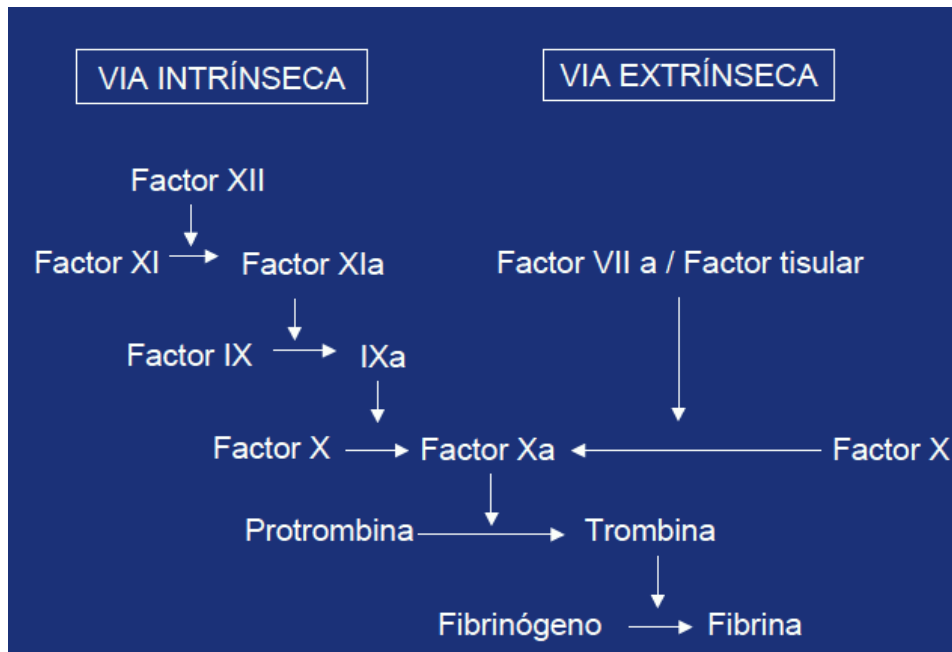 VIA INTRÍNSECA
VIA EXTRÍNSECA
Factor XII
Factor XI
Factor XIa
Factor VII a / Factor tisular
Factor IX
IXa
Factor X
Factor Xa
Factor X
Protrombina
Trombina
Fibrinógeno
Fibrina